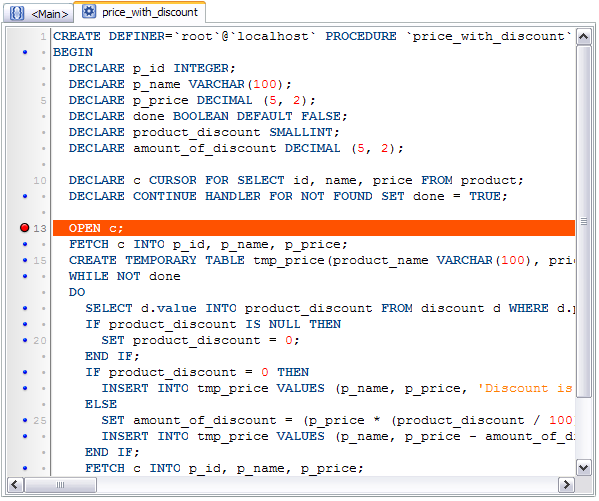 <Main>
price_with_discount
1 CREATE DEFINER=`root`@`localhost` PROCEDURE `price_with_discount`
BEGIN
DECLARE p_id INTEGER;
DECLARE p_name VARCHAR(100);
5 DECLARE p_price DECIMAL (5, 2);
DECLARE done BOOLEAN DEFAULT FALSE;
DECLARE product_discount SMALLINT;
DECLARE amount_of_discount DECIMAL (5, 2);
10 DECLARE c CURSOR FOR SELECT id, name, price FROM product;
DECLARE CONTINUE HANDLER FOR NOT FOUND SET done = TRUE;
13 OPEN c;
FETCH c INTO p_id, p_name, p_price;
15 CREATE TEMPORARY TABLE tmp_price(product_name VARCHAR(100), pri
WHILE NOT done
DO
SELECT d.value INTO product_discount FROM discount d WHERE d.p
IF product_discount IS NULL THEN
20 SET product_discount = 0;
END IF;
IF product_discount = 0 THEN
INSERT INTO tmp_price VALUES (p_name, p_price, 'Discount is
ELSE
25 SET amount_of_discount = (p_price * (product_discount / 100
INSERT INTO tmp_price VALUES (p_name, p_price - amount_of_di
END IF;
FETCH c INTO p_id, p_name, p_price;